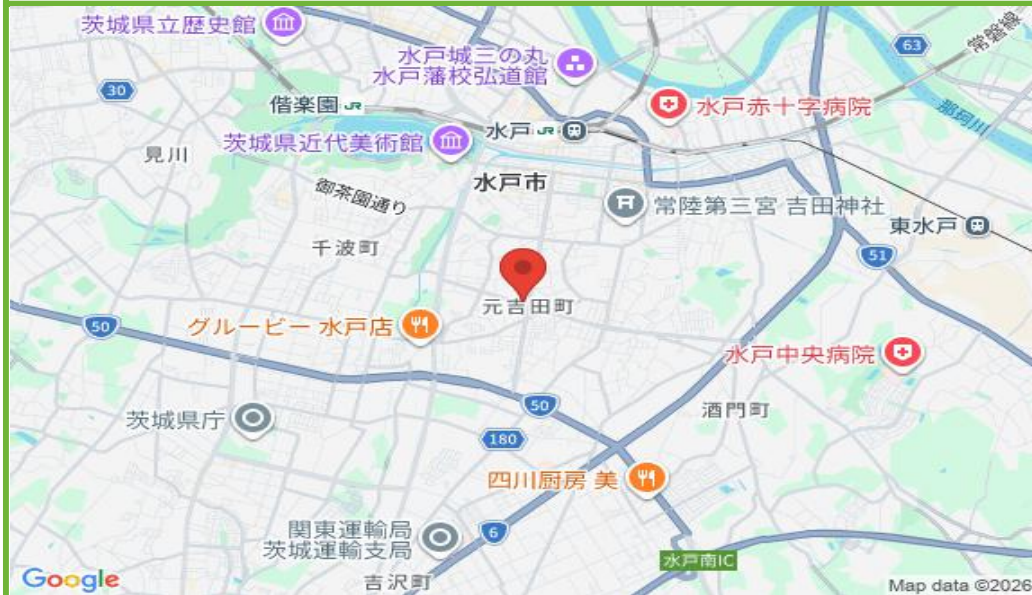 茨城県立歴史館
水戸城三の丸
水戸藩校弘道館
63
常磐線
30
偕楽園 JR
水戸赤十字病院
那珂川
水戸 JR
茨城県近代美術館
見川
水戸市
御茶園通り
常陸第三宮 吉田神社
東水戸
千波町
51
元吉田町
50
グルービー 水戸店
水戸中央病院
50
酒門町
茨城県庁
180
四川厨房 美
6
関東運輸局
茨城運輸支局
水戸南IC
吉沢町
Google
Map data ©2026